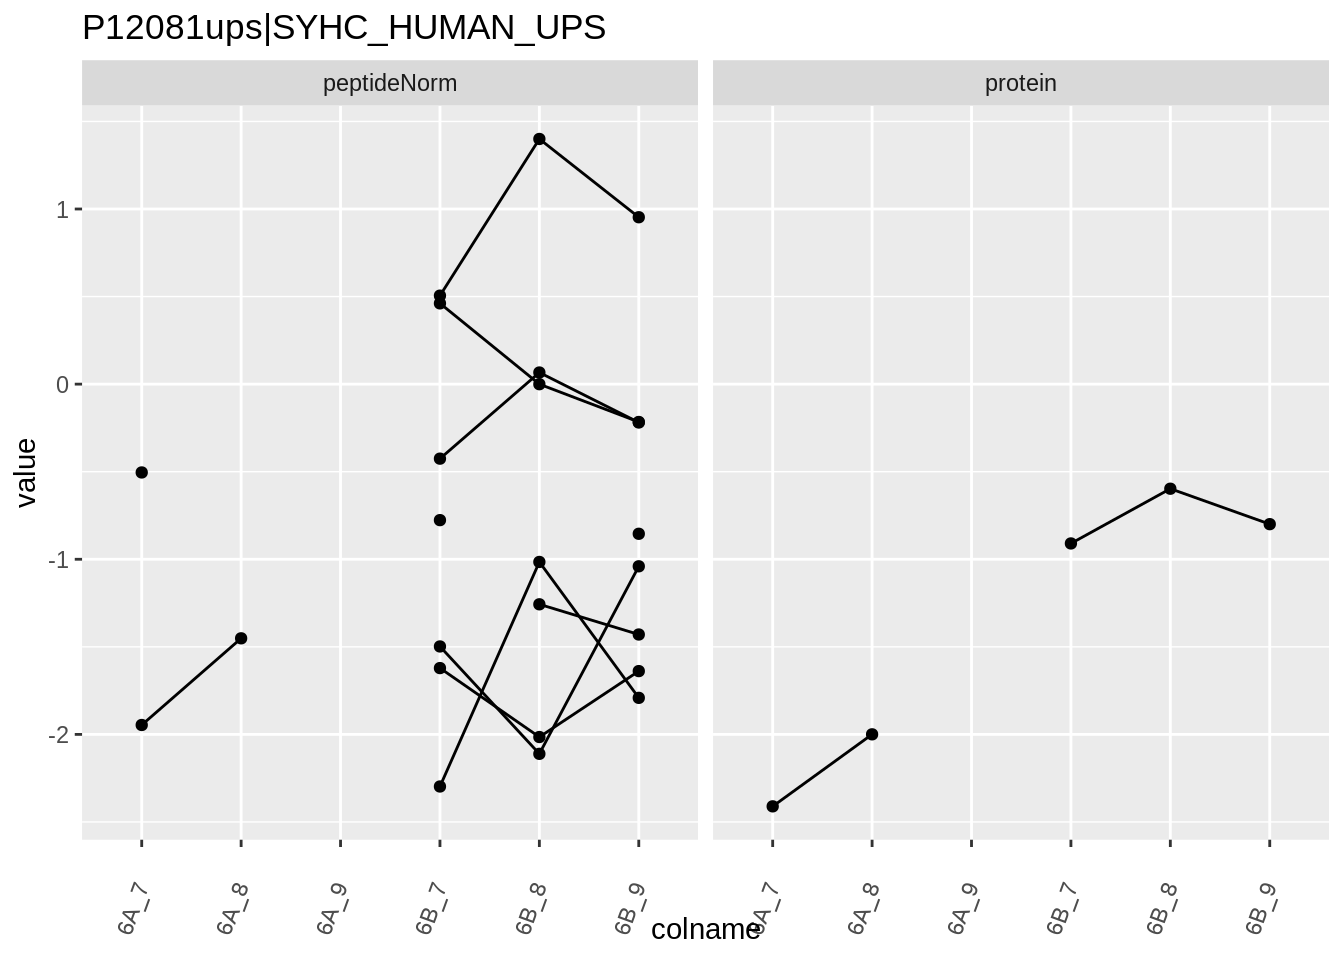 P12081ups|SYHC_HUMAN_UPS
peptideNorm
protein
value
1
0
-1
-2
6A_7
6A_8
6A_9
6B_7
6B_8
6B_9
6A_7
6A_8
6A_9
6B_7
6B_8
6B_9
colname